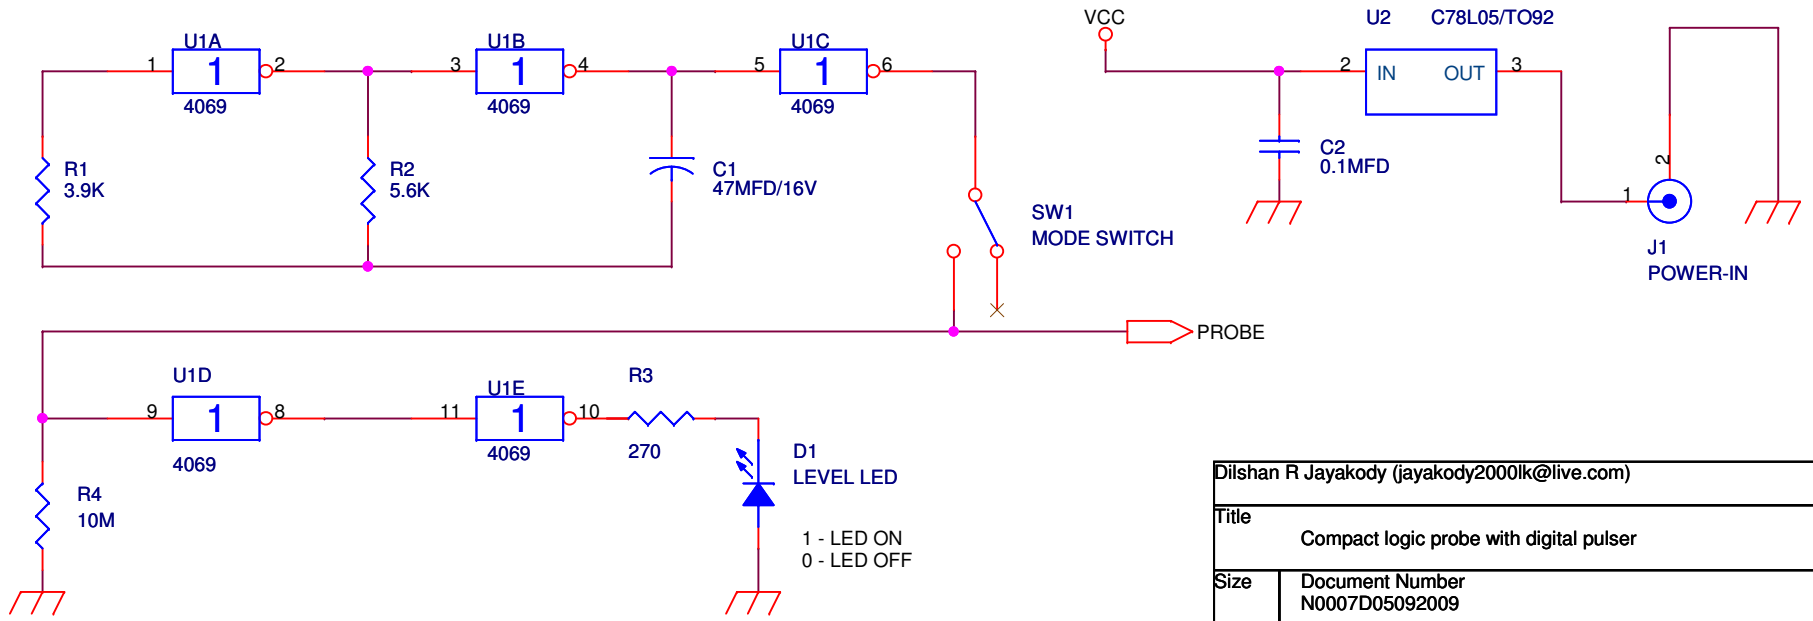 U1A
1
1
2
4069
U1B
3
1
4
4069
U1C
5
1
6
4069
R1
3.9K
R2
5.6K
C1
47MFD/16V
SW1
MODE SWITCH
VCC
U2 C78L05/TO92
2 IN OUT 3
C2
0.1MFD
2
1
J1
POWER-IN
PROBE
U1D
9
1
8
4069
U1E
11
1
10
4069
R3
270
D1
LEVEL LED
1 - LED ON
0 - LED OFF
R4
10M
Dilshan R Jayakody (jayakody2000lk@live.com)
Title
Compact logic probe with digital pulser
Size
Document Number
N0007D05092009